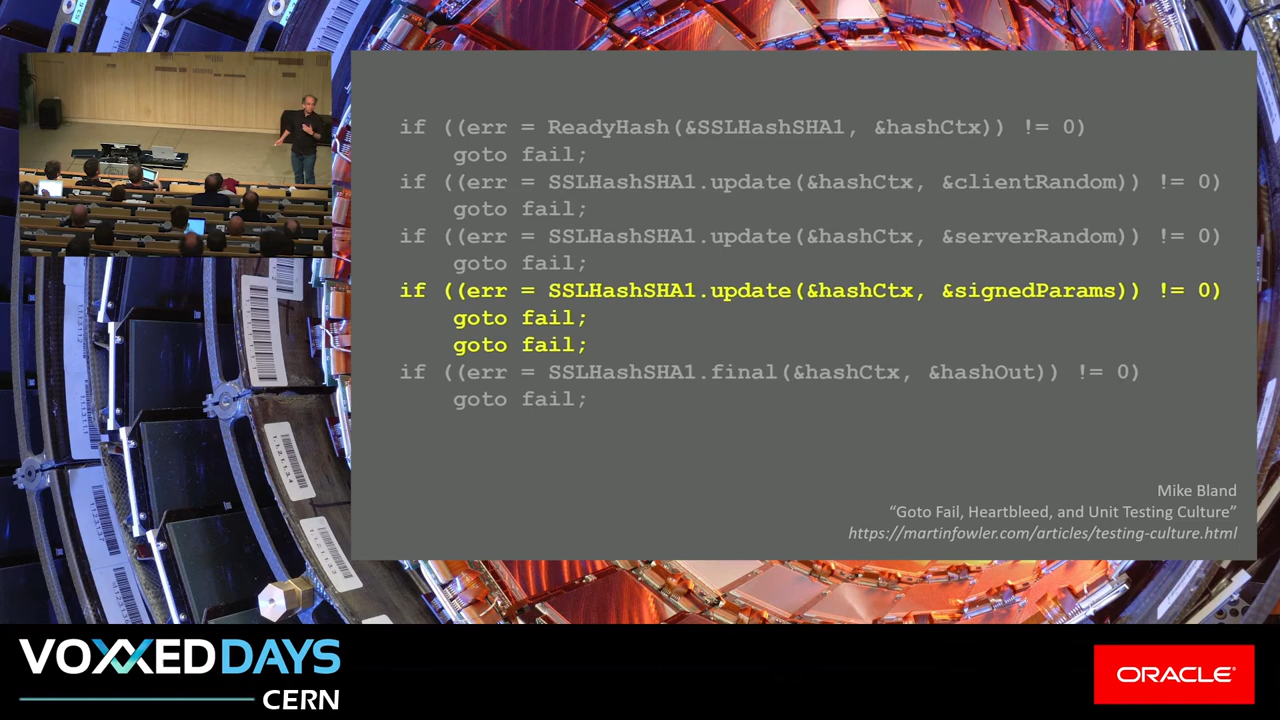 if ((err = ReadyHash(&SSLHashSHA1, &hashCtx)) != 0)
goto fail;
if ((err = SSLHashSHA1.update(&hashCtx, &clientRandom)) != 0)
goto fail;
if ((err = SSLHashSHA1.update(&hashCtx, &serverRandom)) != 0)
goto fail;
if ((err = SSLHashSHA1.update(&hashCtx, &signedParams)) != 0)
goto fail;
goto fail;
if ((err = SSLHashSHA1.final(&hashCtx, &hashOut)) != 0)
goto fail;
Mike Bland
“Goto Fail, Heartbleed, and Unit Testing Culture”
https://martinfowler.com/articles/testing-culture.html
VOXXED DAYS
CERN
ORACLE®